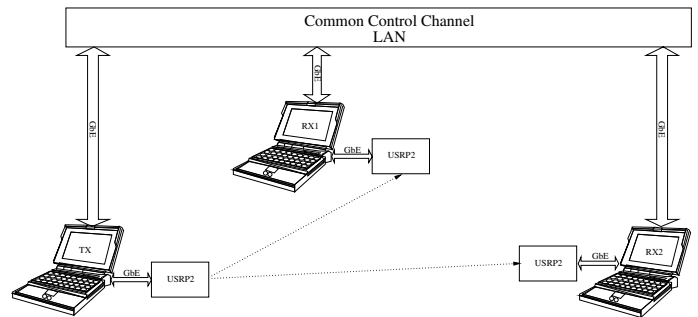 Common Control Channel
LAN
GbE
GbE
GbE
RX1
GbE
USRP2
TX
GbE
USRP2
USRP2
GbE
RX2